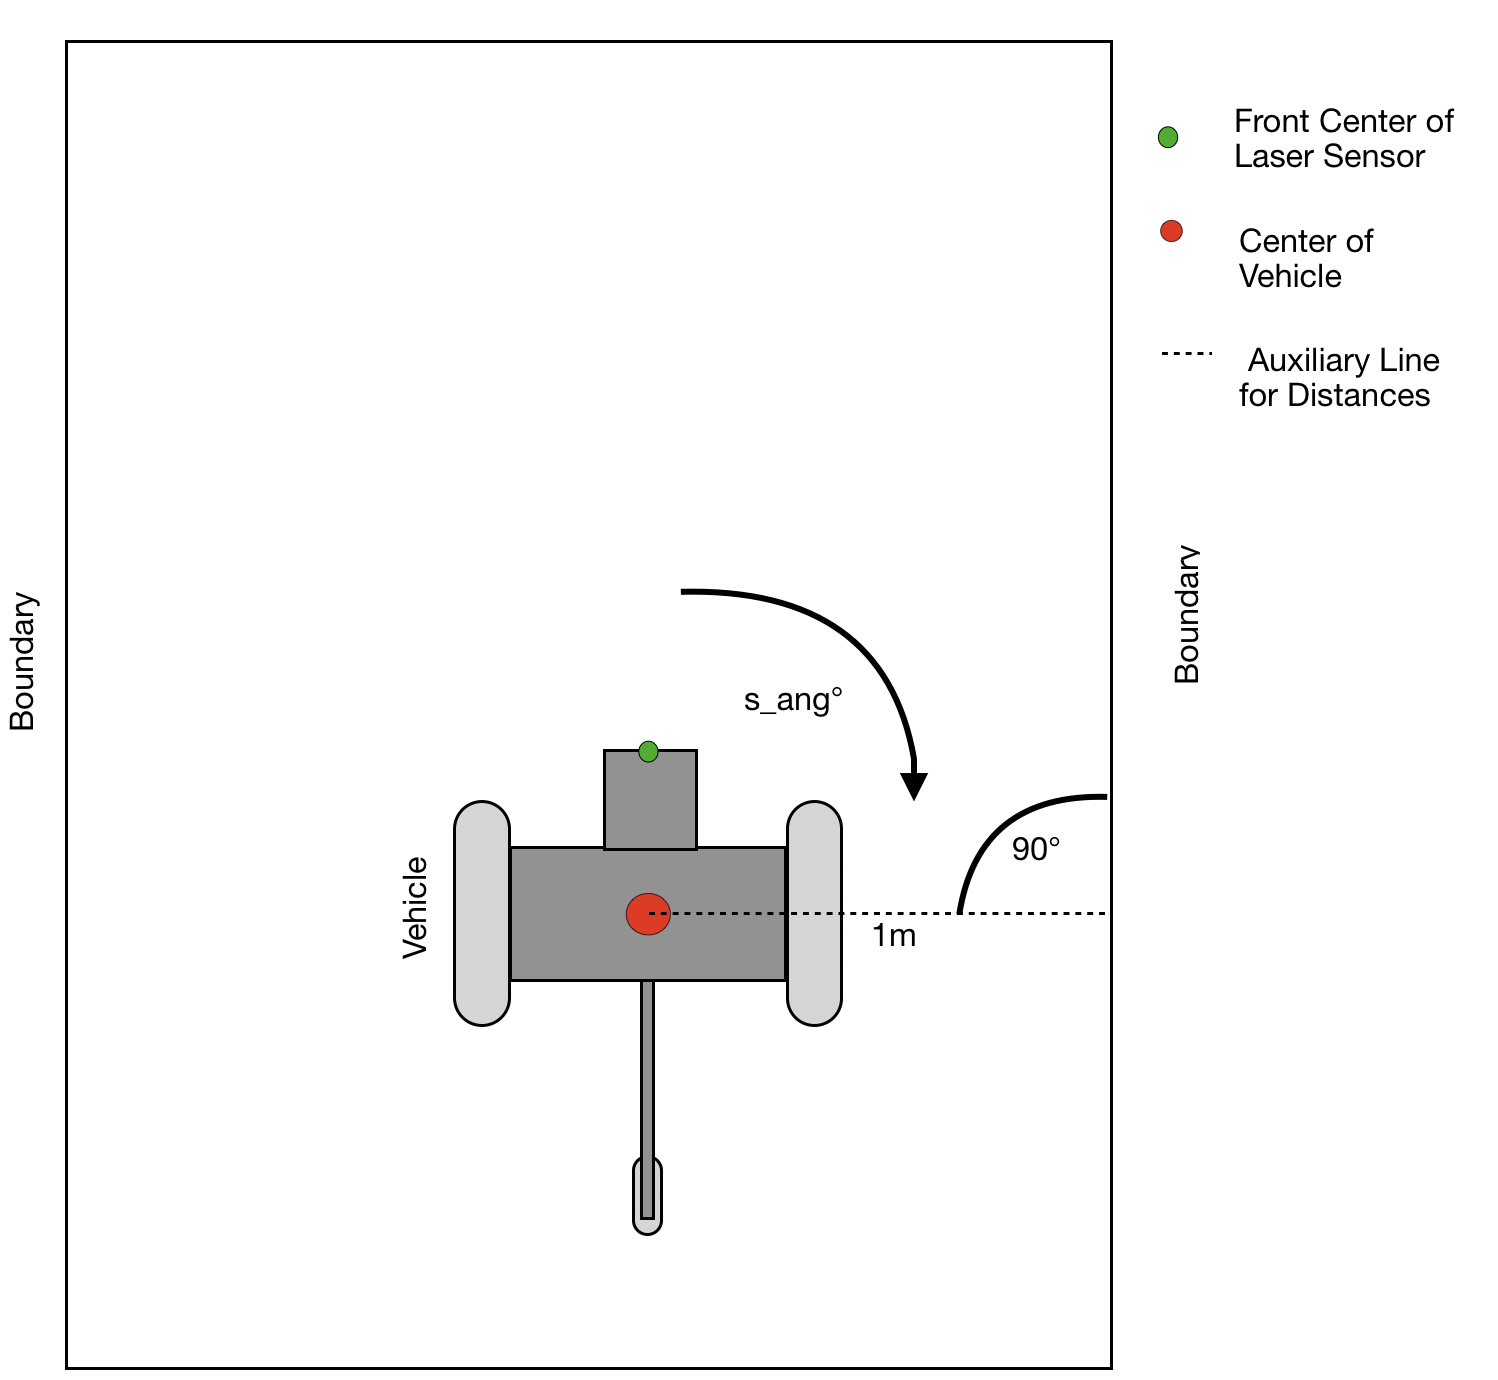 Front Center of
Laser Sensor
Center of
Vehicle
Auxiliary Line
for Distances
Boundary
Boundary
s_ang°
90°
Vehicle
1m